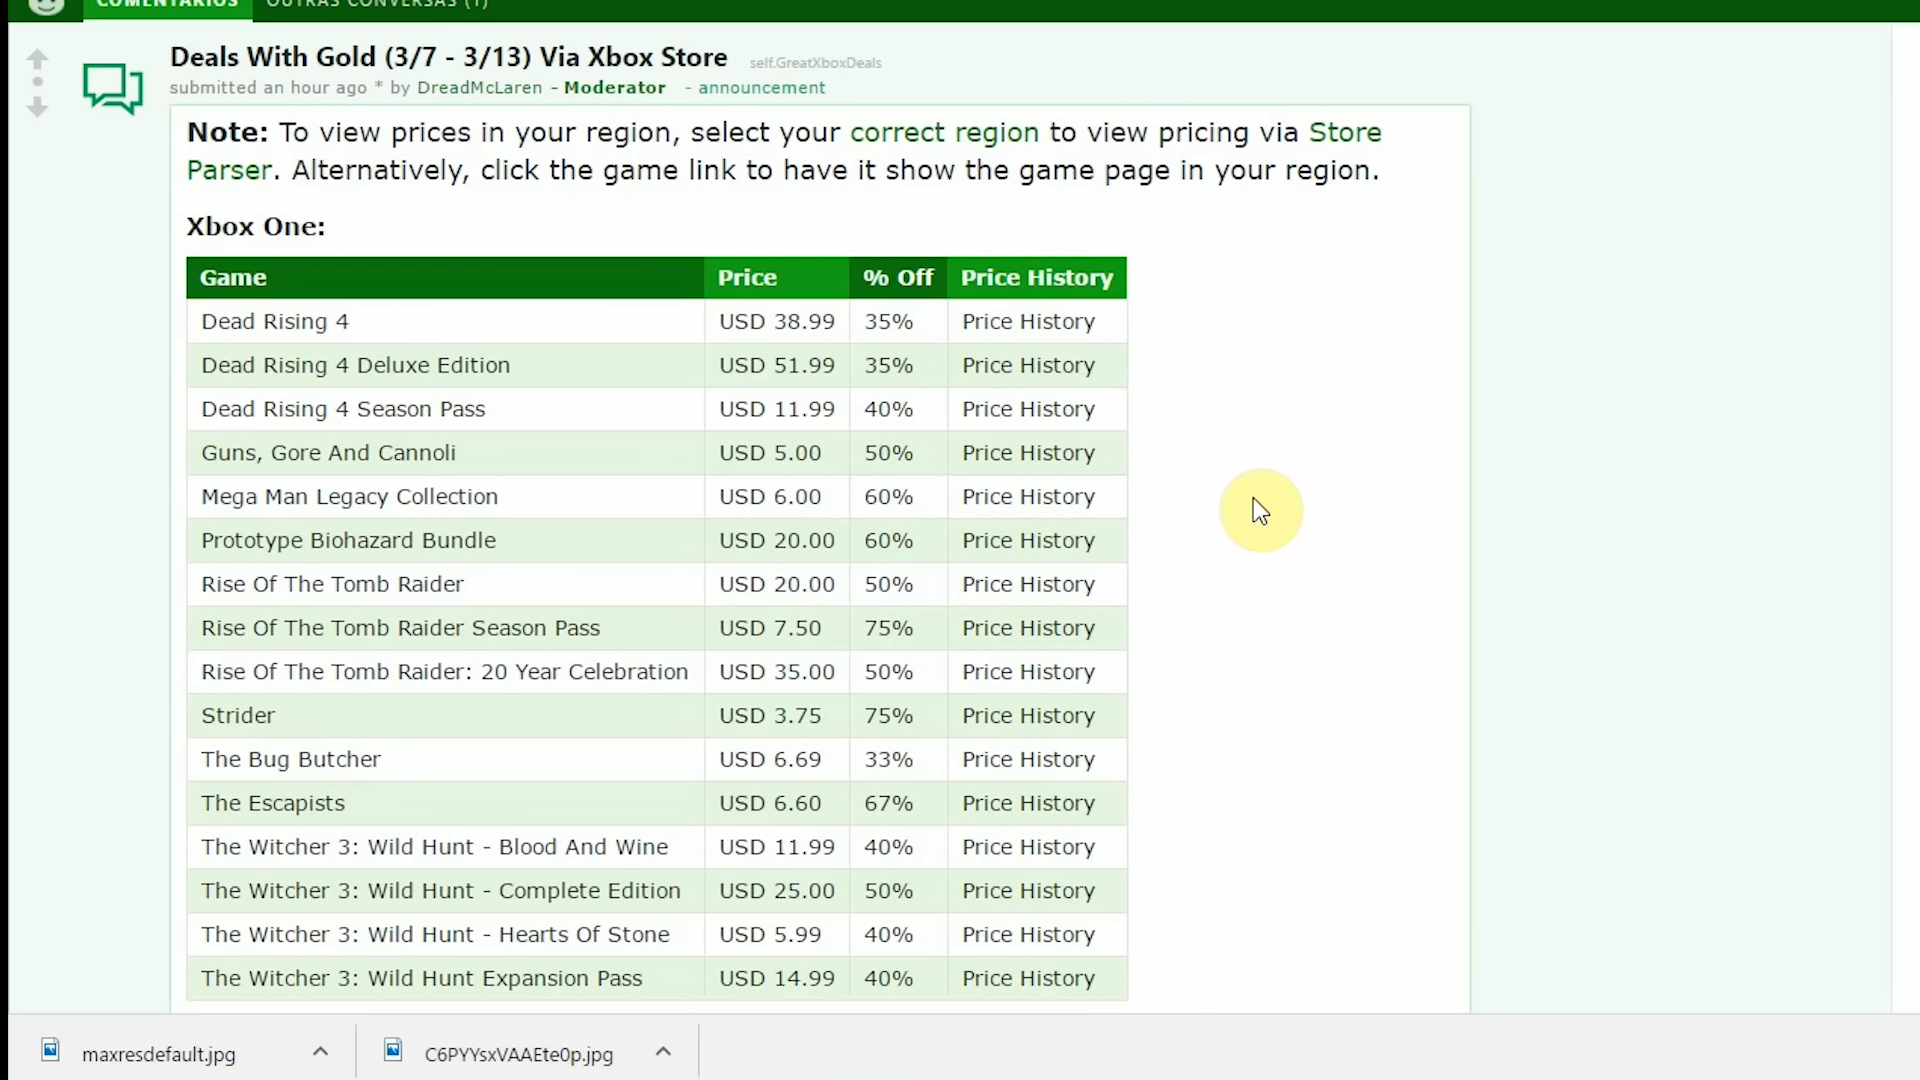 COMENTÁRIOS OUTRAS CONVERSAS (1)
Deals With Gold (3/7 - 3/13) Via Xbox Store self.GreatXboxDeals
submitted an hour ago * by DreadMcLaren - Moderator - announcement
Note: To view prices in your region, select your correct region to view pricing via Store
Parser. Alternatively, click the game link to have it show the game page in your region.
Xbox One:
Game Price % Off Price History
Dead Rising 4 USD 38.99 35% Price History
Dead Rising 4 Deluxe Edition USD 51.99 35% Price History
Dead Rising 4 Season Pass USD 11.99 40% Price History
Guns, Gore And Cannoli USD 5.00 50% Price History
Mega Man Legacy Collection USD 6.00 60% Price History
Prototype Biohazard Bundle USD 20.00 60% Price History
Rise Of The Tomb Raider USD 20.00 50% Price History
Rise Of The Tomb Raider Season Pass USD 7.50 75% Price History
Rise Of The Tomb Raider: 20 Year Celebration USD 35.00 50% Price History
Strider USD 3.75 75% Price History
The Bug Butcher USD 6.69 33% Price History
The Escapists USD 6.60 67% Price History
The Witcher 3: Wild Hunt - Blood And Wine USD 11.99 40% Price History
The Witcher 3: Wild Hunt - Complete Edition USD 25.00 50% Price History
The Witcher 3: Wild Hunt - Hearts Of Stone USD 5.99 40% Price History
The Witcher 3: Wild Hunt Expansion Pass USD 14.99 40% Price History
maxresdefault.jpg C6PYYsxVAAEte0p.jpg